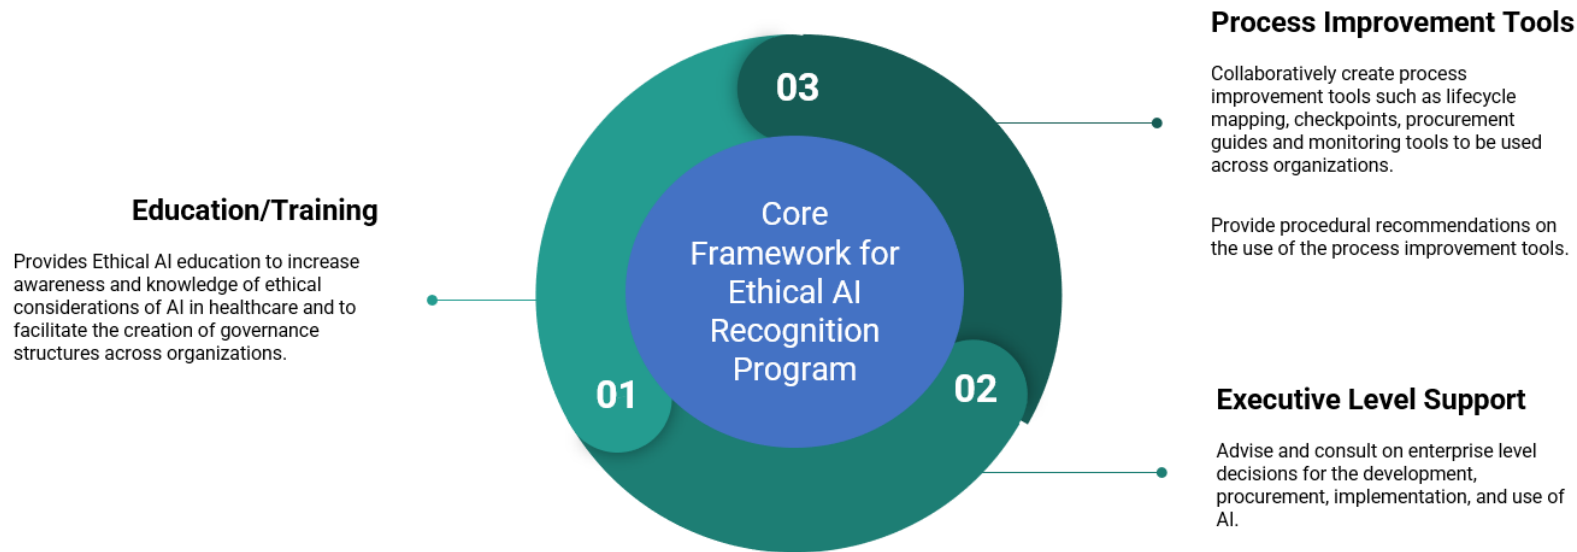 Process Improvement Tools
Collaboratively create process
improvement tools such as lifecycle
mapping, checkpoints, procurement
guides and monitoring tools to be used
across organizations.
Provide procedural recommendations on
the use of the process improvement tools.
03
Education/Training
Provides Ethical AI education to increase
awareness and knowledge of ethical
considerations of AI in healthcare and to
facilitate the creation of governance
structures across organizations.
Core
Framework for
Ethical AI
Recognition
Program
01
02
Executive Level Support
Advise and consult on enterprise level
decisions for the development,
procurement, implementation, and use of
AI.